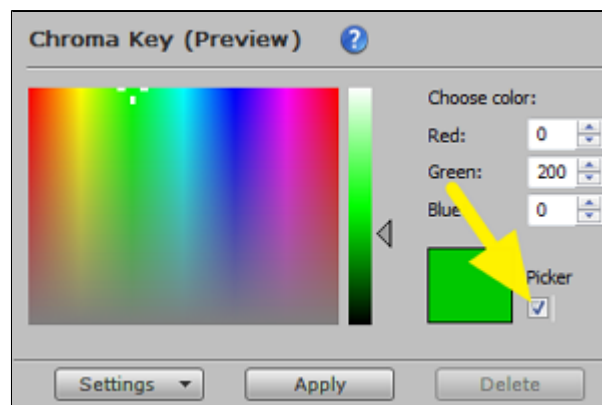 Chroma Key (Preview) ?
Choose color:
Red: 0
Green: 200
Blue 0
Picker
Settings Apply Delete